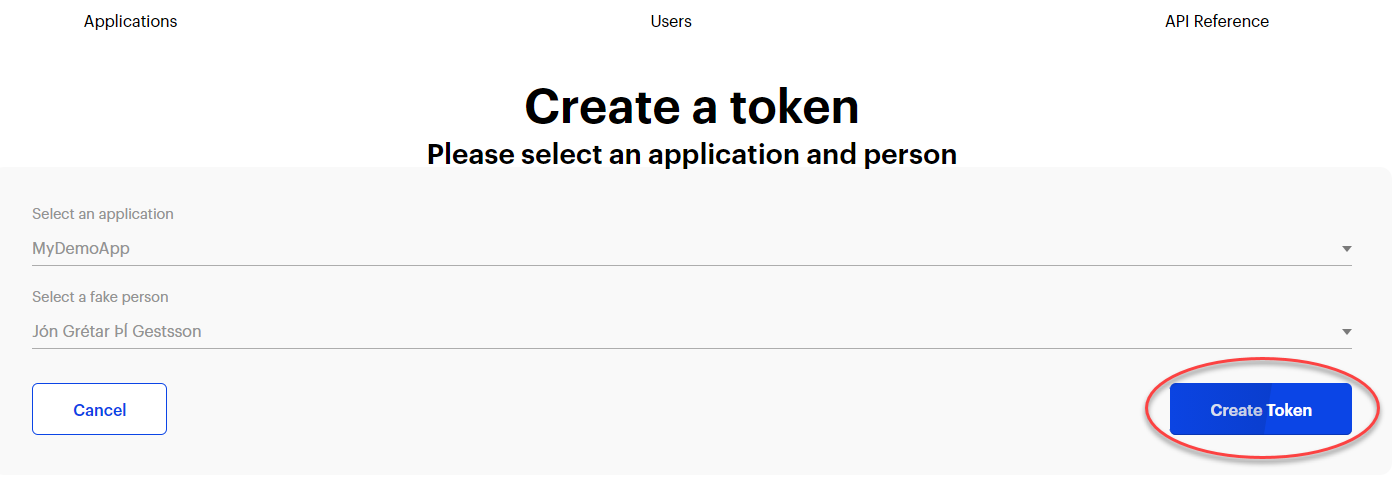 Applications Users API Reference
Create a token
Please select an application and person
Select an application
MyDemoApp
Select a fake person
Jón Grétar ÞÍ Gestsson
Cancel Create Token